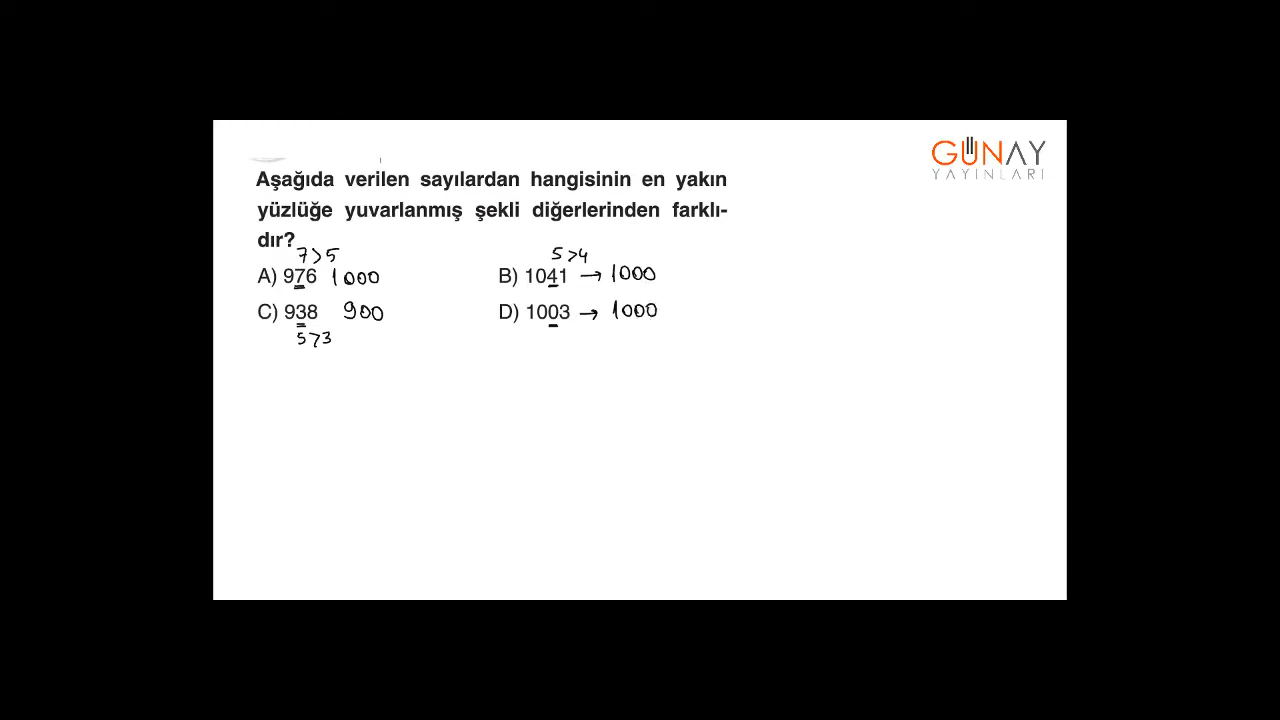 GÜNAY
YAYINLARI
Aşağıda verilen sayılardan hangisinin en yakın
yüzlüğe yuvarlanmış şekli diğerlerinden farklı-
dır?
7>5
5>4
A) 976 1000
B) 1041 → 1000
C) 938 900
D) 1003 → 1000
5>3